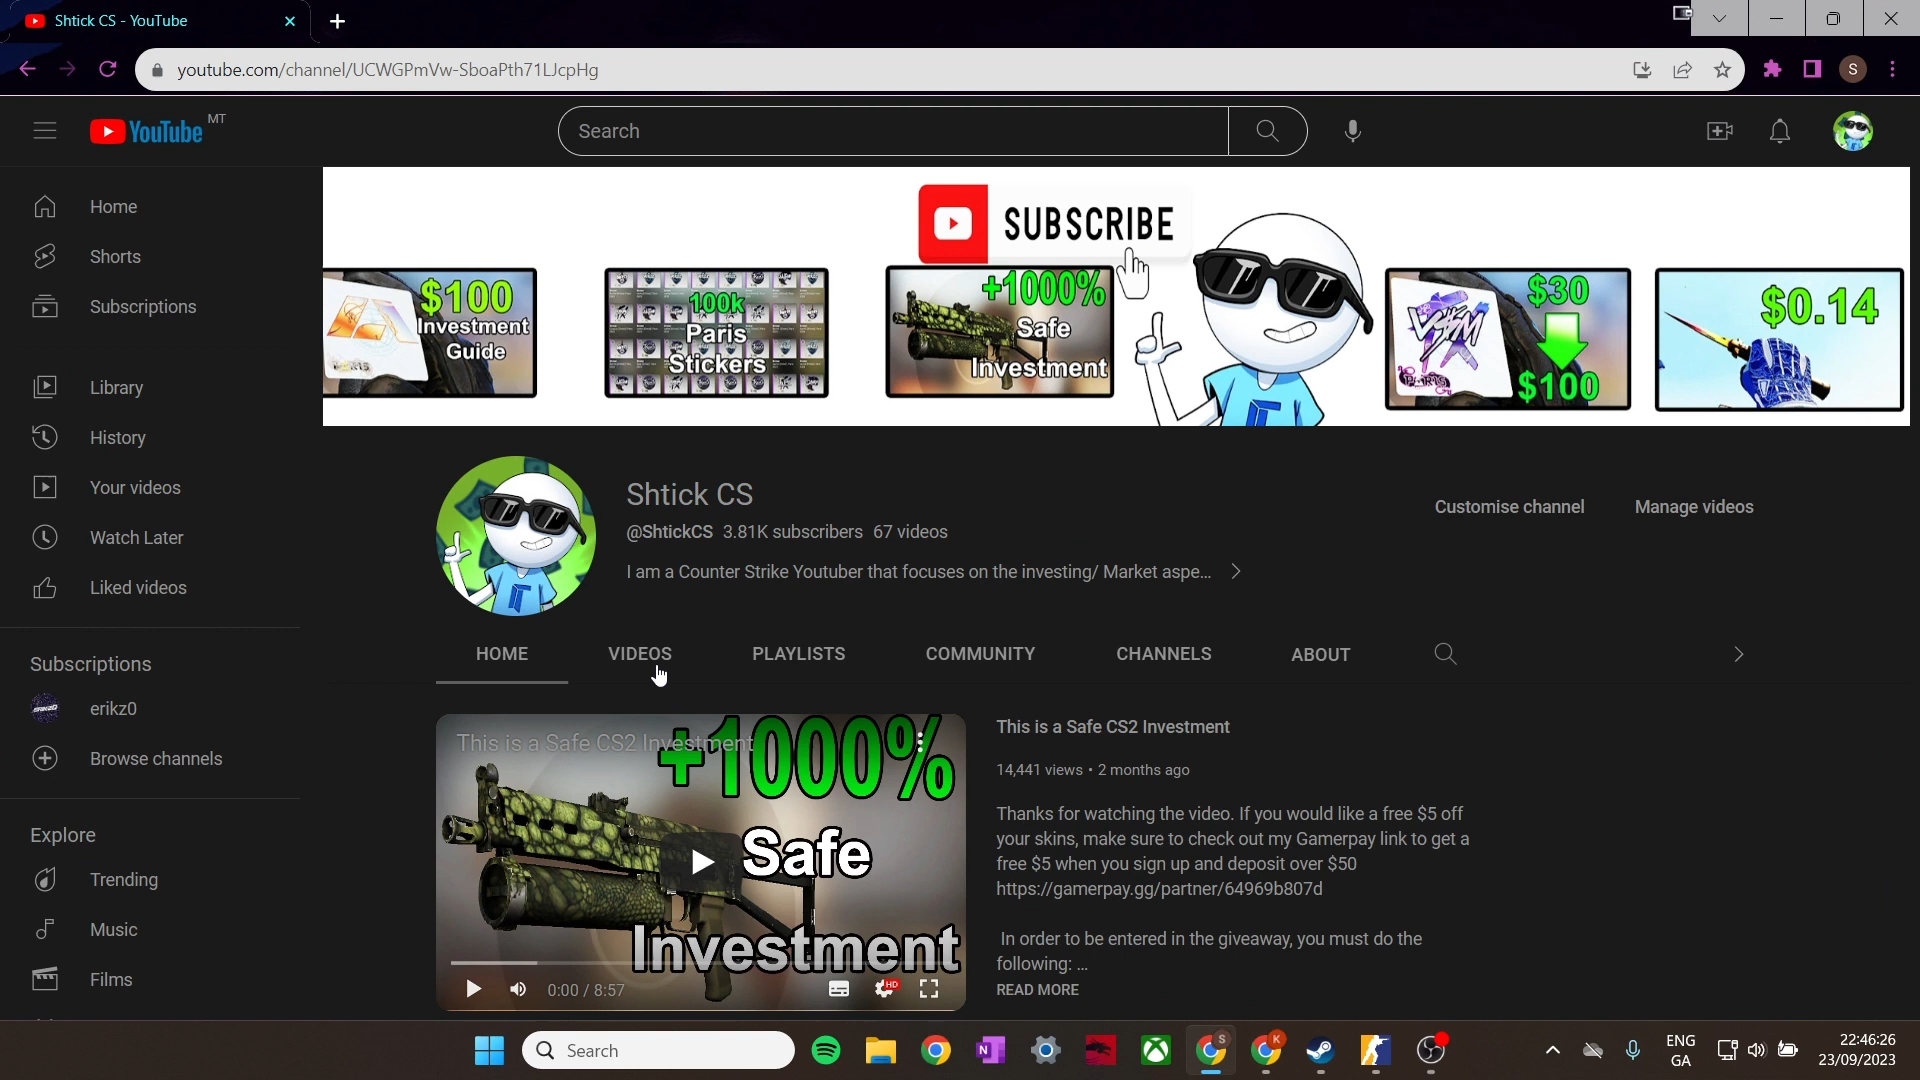 Shtick CS - YouTube
youtube.com/channel/UCWGPmVw-SboaPth71LJcpHg
S
YouTube MT
Search
Home
Shorts
Subscriptions
Library
History
Your videos
Watch Later
Liked videos
Subscriptions
erikz0
Browse channels
Explore
Trending
Music
Films
SUBSCRIBE
$100
Investment
Guide
100k
Paris
Stickers
+1000%
Safe
Investment
$30
$100
$0.14
Shtick CS
@ShtickCS 3.81K subscribers 67 videos
I am a Counter Strike Youtuber that focuses on the investing/ Market aspe...
Customise channel
Manage videos
HOME
VIDEOS
PLAYLISTS
COMMUNITY
CHANNELS
ABOUT
This is a Safe CS2 Investment
+1000%
Safe
Investment
0:00 / 8:57
HD
This is a Safe CS2 Investment
14,441 views • 2 months ago
Thanks for watching the video. If you would like a free $5 off
your skins, make sure to check out my Gamerpay link to get a
free $5 when you sign up and deposit over $50
https://gamerpay.gg/partner/64969b807d
In order to be entered in the giveaway, you must do the
following: ...
READ MORE
Search
N
S
K
ENG
GA
22:46:26
23/09/2023